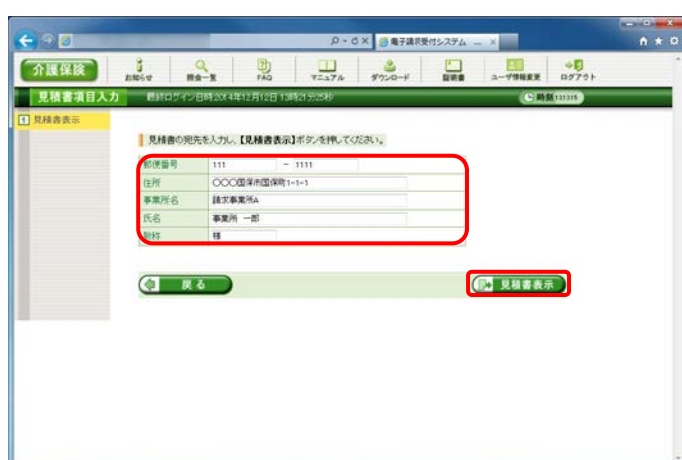 電子請求受付システム — ×
介護保険
お知らせ 照会一覧 FAQ マニュアル ダウンロード 証明書 ユーザ情報変更 ログアウト
見積書項目入力 最終ログイン日時:2014年12月12日 13時21分25秒 時刻 131315
1 見積書表示
見積書の宛先を入力し、【見積書表示】ボタンを押してください。
郵便番号 111 - 1111
住所 〇〇〇国保市国保町1-1-1
事業所名 請求事業所A
氏名 事業所 一郎
敬称 様
戻る 見積書表示